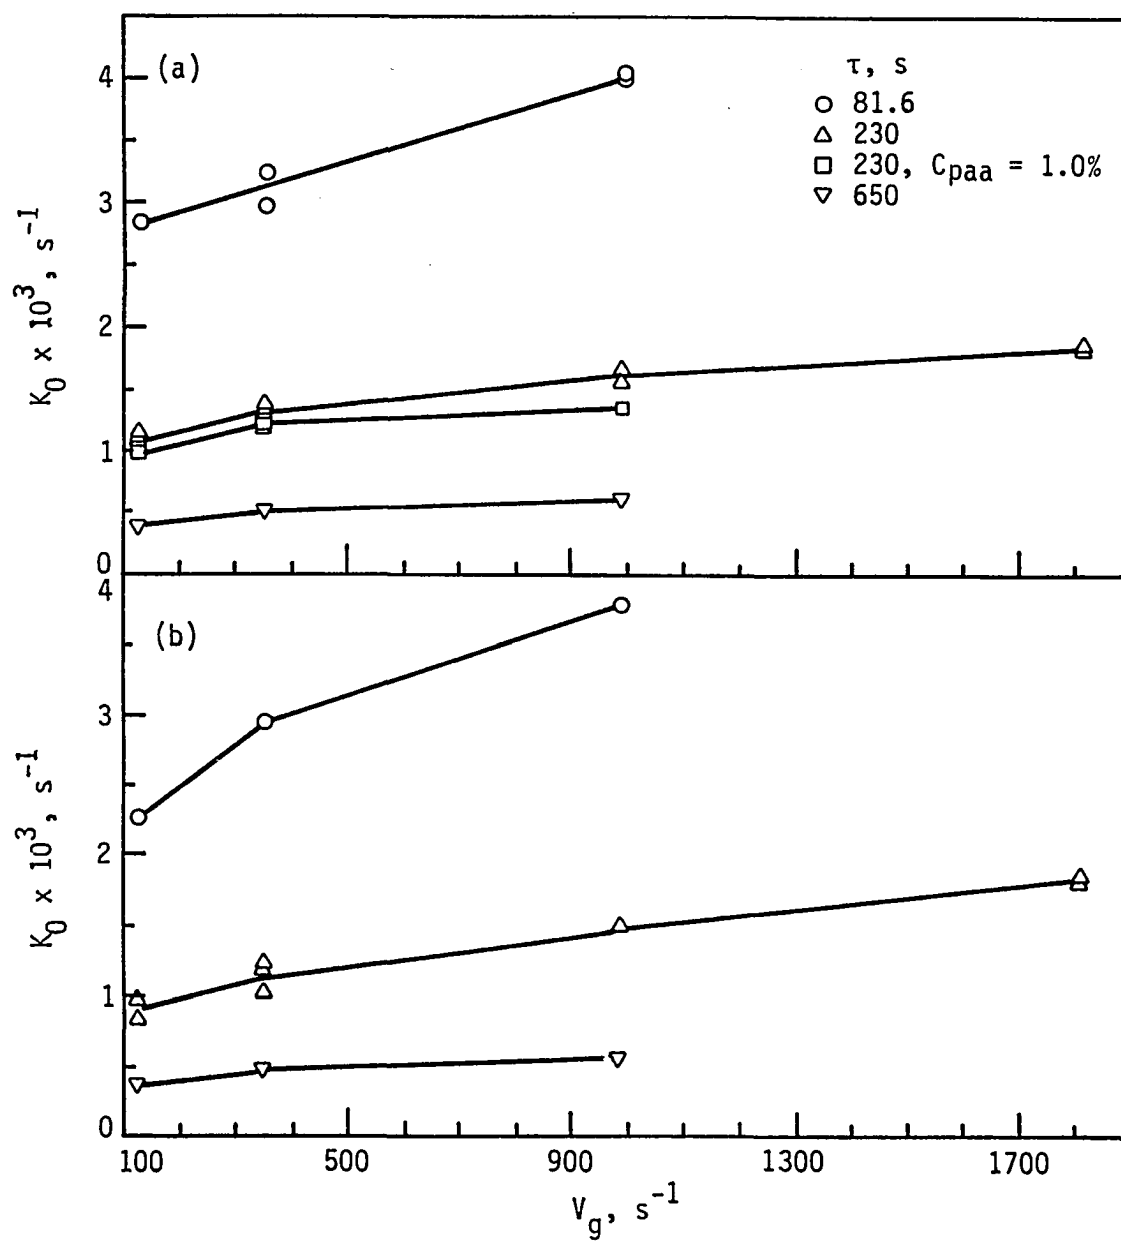 (a)
τ, s
○ 81.6
△ 230
□ 230, Cpaa = 1.0%
▽ 650
4
3
2
1
0
K0 x 10^3, s^-1
(b)
4
3
2
1
0
K0 x 10^3, s^-1
100 500 900 1300 1700
Vg, s^-1